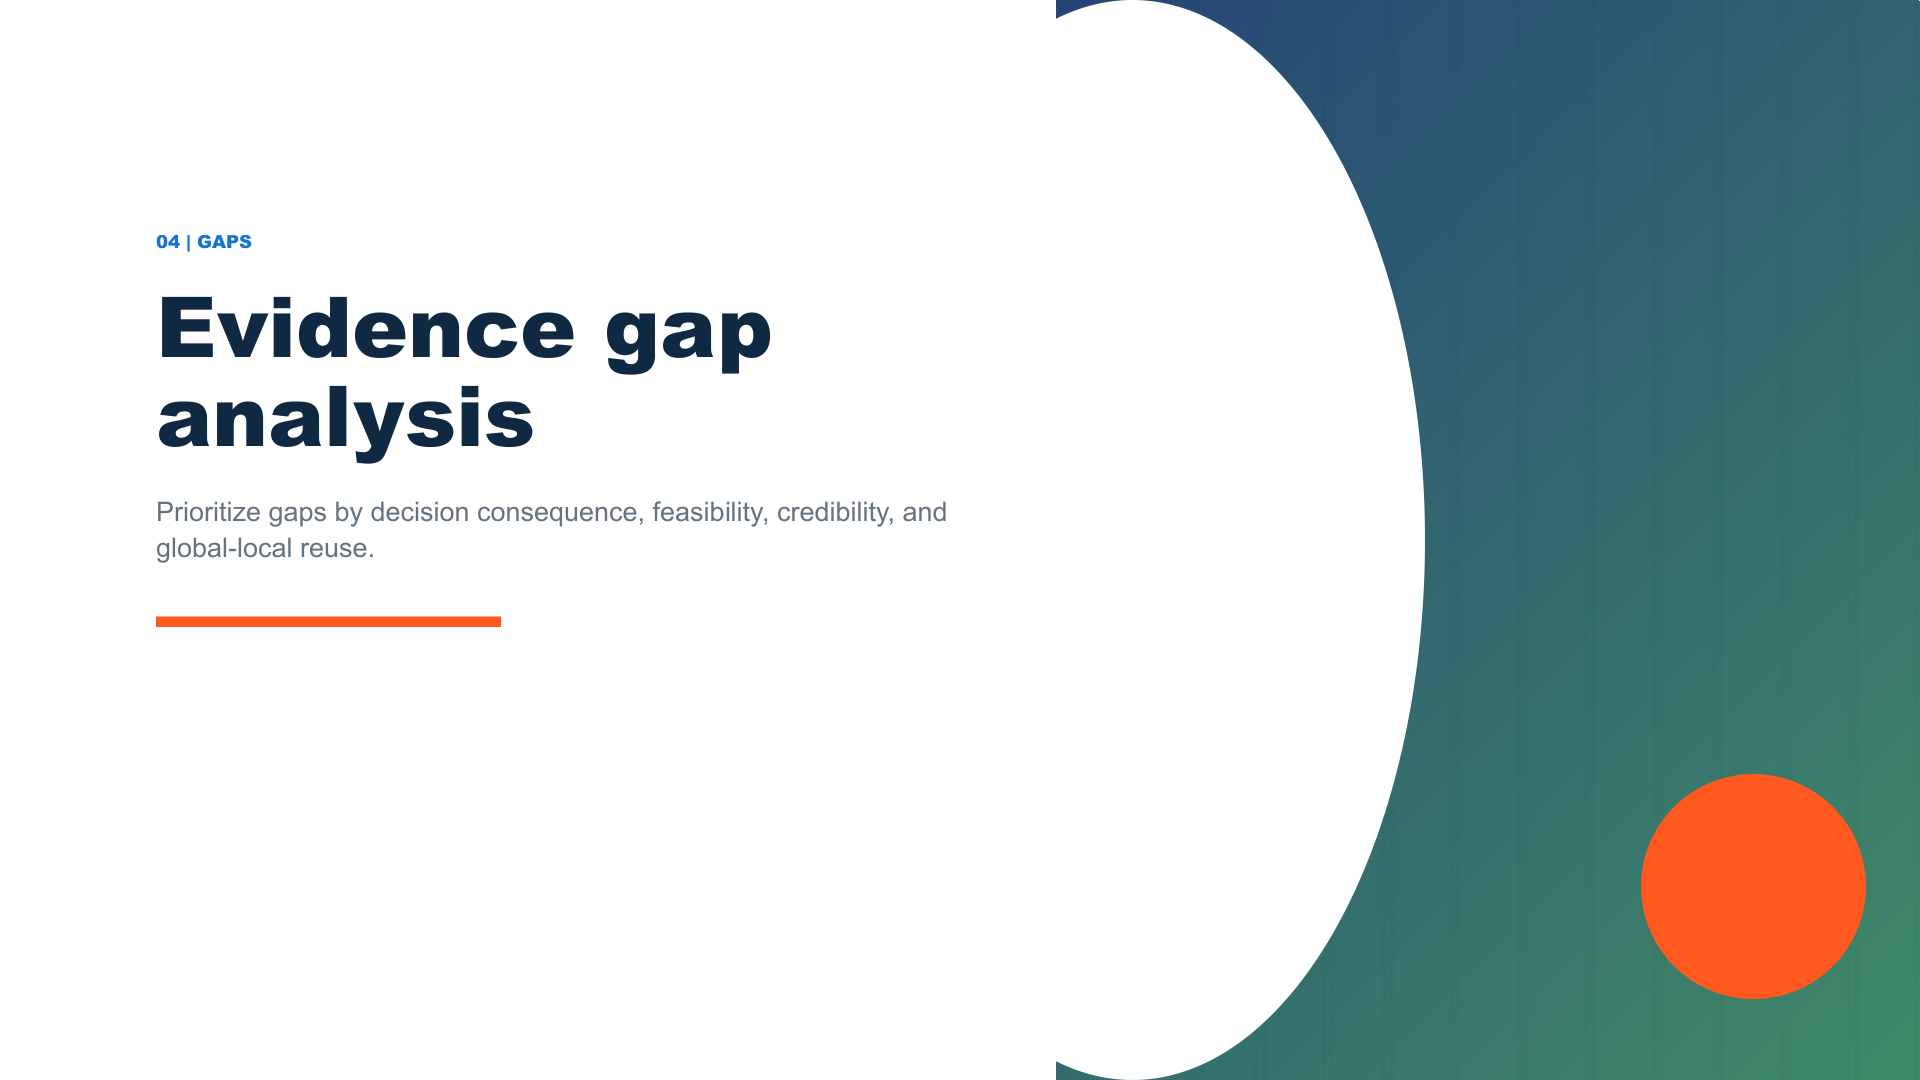 04 | GAPS
Evidence gap
analysis
Prioritize gaps by decision consequence, feasibility, credibility, and
global-local reuse.